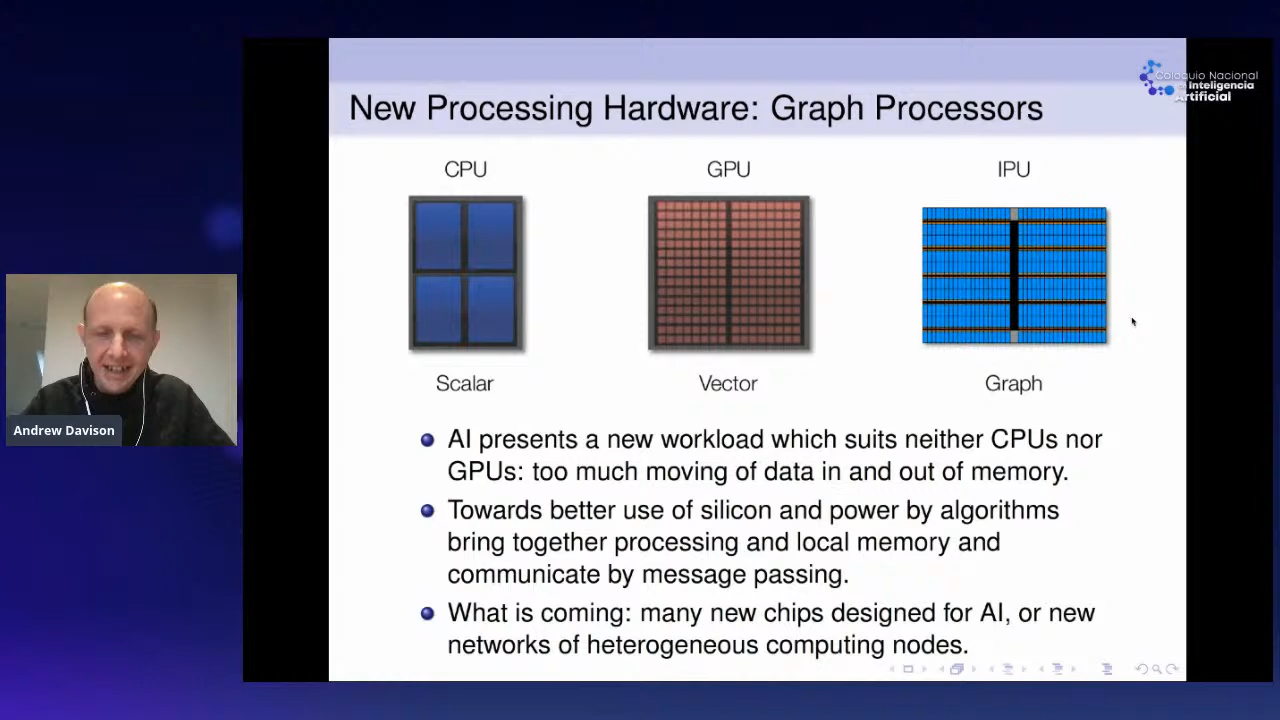 New Processing Hardware: Graph Processors
Coloquio Nacional
de Inteligencia
Artificial
CPU
GPU
IPU
Scalar
Vector
Graph
Andrew Davison
AI presents a new workload which suits neither CPUs nor
GPUs: too much moving of data in and out of memory.
Towards better use of silicon and power by algorithms
bring together processing and local memory and
communicate by message passing.
What is coming: many new chips designed for AI, or new
networks of heterogeneous computing nodes.